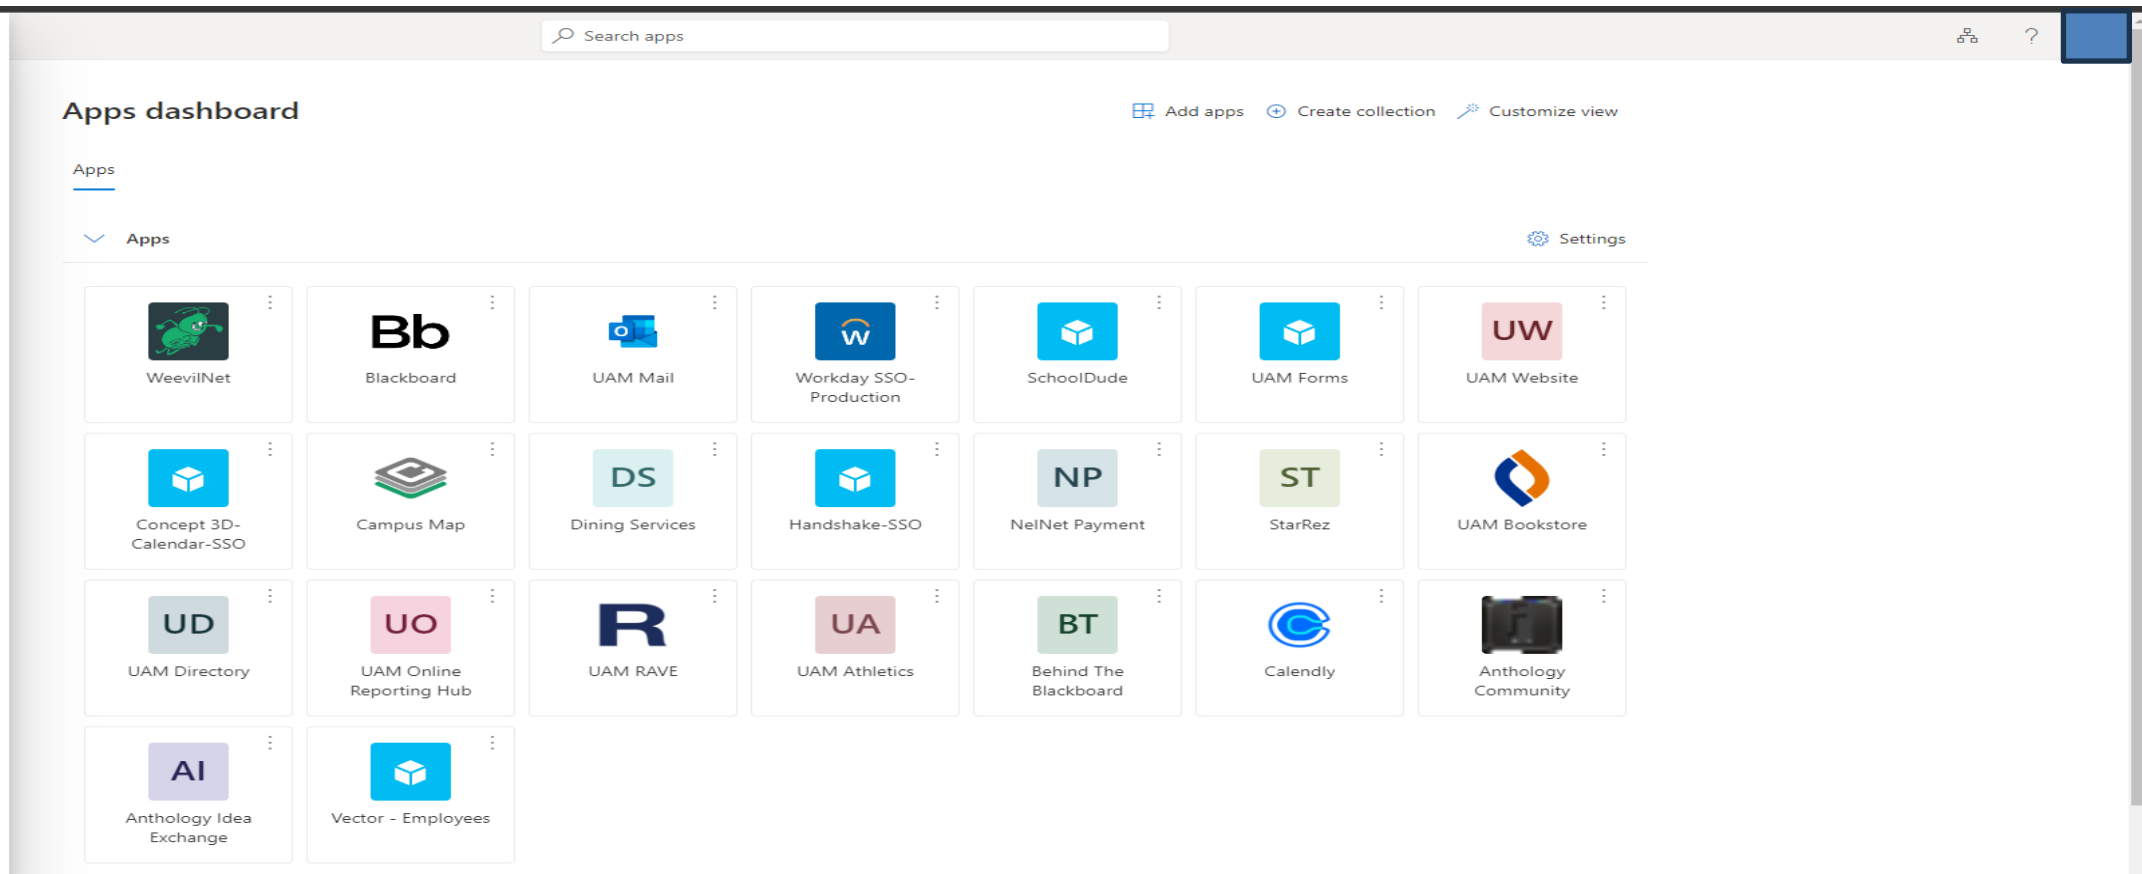 Search apps
?
Apps dashboard
Add apps
Create collection
Customize view
Apps
Apps
Settings
WeevilNet
Bb
Blackboard
UAM Mail
Workday SSO-
Production
SchoolDude
UAM Forms
UW
UAM Website
Concept 3D-
Calendar-SSO
Campus Map
DS
Dining Services
Handshake-SSO
NP
NelNet Payment
ST
StarRez
UAM Bookstore
UD
UAM Directory
UO
UAM Online
Reporting Hub
R
UAM RAVE
UA
UAM Athletics
BT
Behind The
Blackboard
Calendly
Anthology
Community
AI
Anthology Idea
Exchange
Vector - Employees